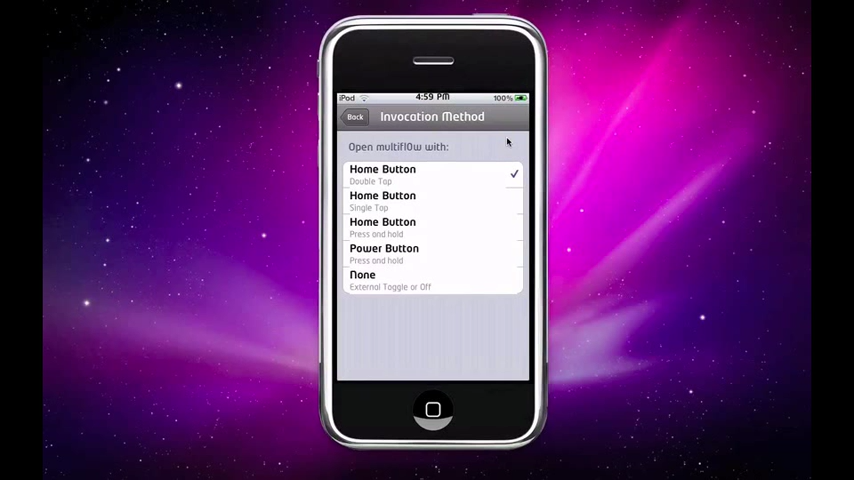 iPod 4:59 PM 100%
Back Invocation Method
Open multifl0w with:
Home Button
Double Tap
Home Button
Single Tap
Home Button
Press and hold
Power Button
Press and hold
None
External Toggle or Off